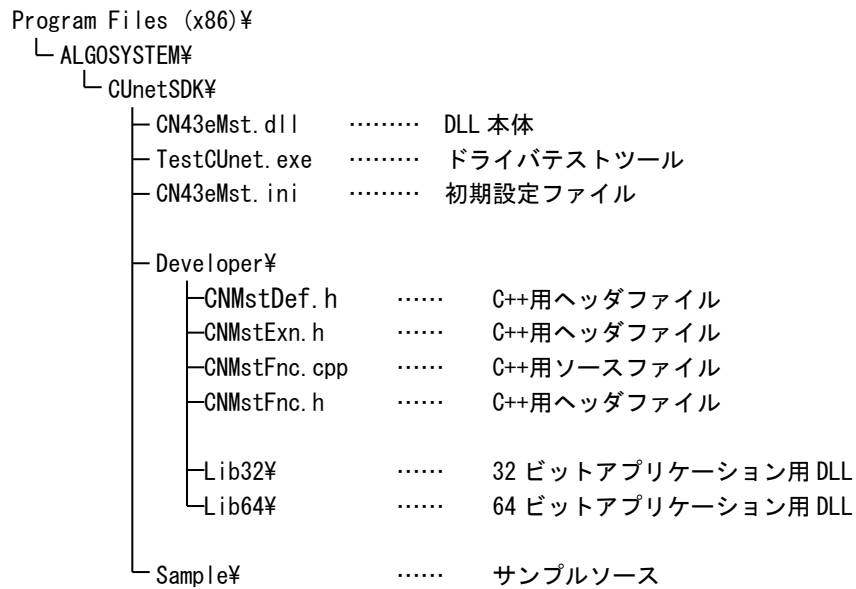 Program Files (x86)¥
ALGOSYSTEM¥
CUnetSDK¥
CN43eMst.dll ……… DLL 本体
TestCUnet.exe ……… ドライバテストツール
CN43eMst.ini ……… 初期設定ファイル
Developer¥
CNMstDef.h …… C++用ヘッダファイル
CNMstExn.h …… C++用ヘッダファイル
CNMstFnc.cpp …… C++用ソースファイル
CNMstFnc.h …… C++用ヘッダファイル
Lib32¥ …… 32 ビットアプリケーション用 DLL
Lib64¥ …… 64 ビットアプリケーション用 DLL
Sample¥ …… サンプルソース